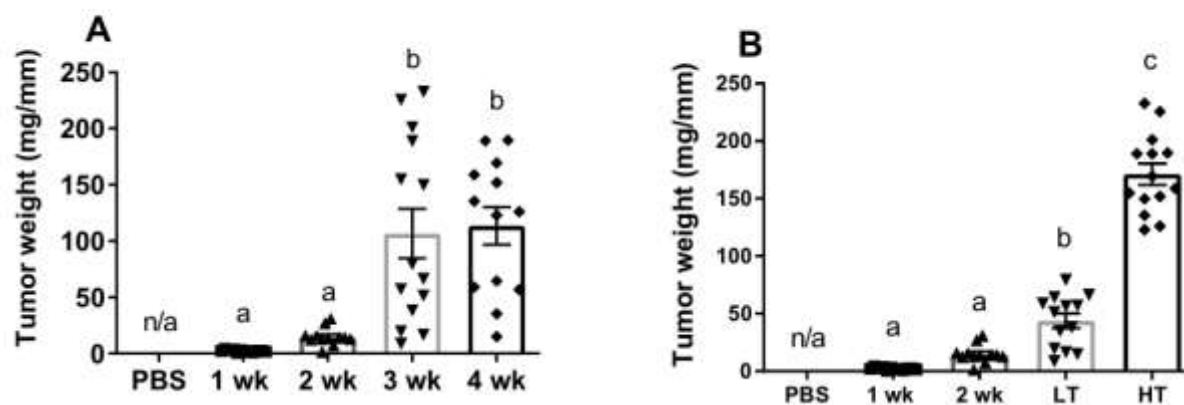 A
Tumor weight (mg/mm)
250
200
150
100
50
0
n/a
a
a
b
b
PBS 1 wk 2 wk 3 wk 4 wk
B
Tumor weight (mg/mm)
250
200
150
100
50
0
n/a
a
a
b
c
PBS 1 wk 2 wk LT HT